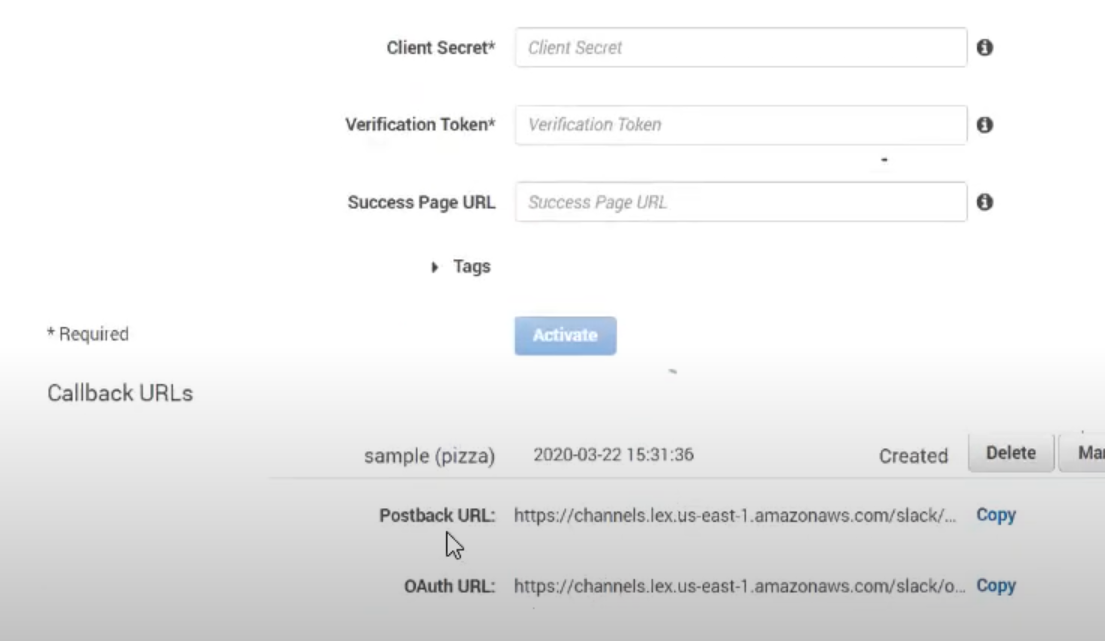 Client Secret* Client Secret
Verification Token* Verification Token
Success Page URL Success Page URL
Tags
* Required Activate
Callback URLs
sample (pizza) 2020-03-22 15:31:36 Created Delete Mar
Postback URL: https://channels.lex.us-east-1.amazonaws.com/slack/... Copy
OAuth URL: https://channels.lex.us-east-1.amazonaws.com/slack/o... Copy